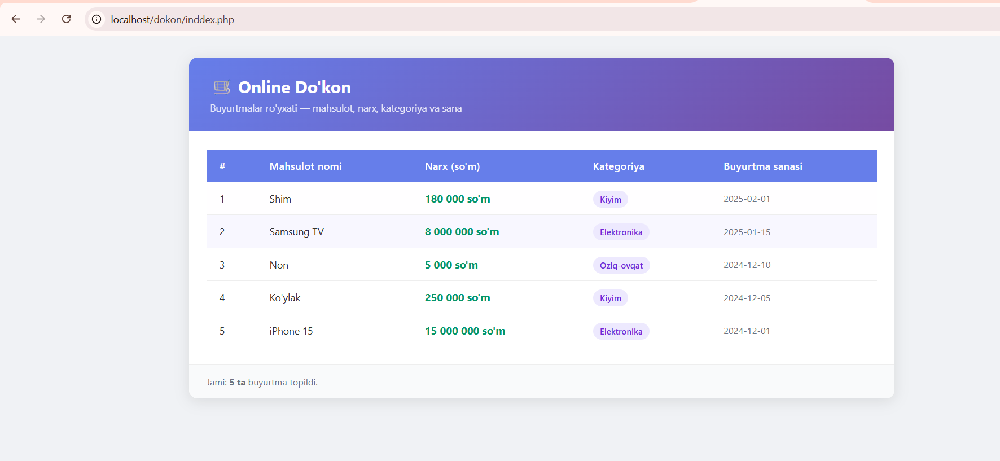 localhost/dokon/inddex.php
Online Do'kon
Buyurtmalar ro'yxati — mahsulot, narx, kategoriya va sana
# Mahsulot nomi Narx (so'm) Kategoriya Buyurtma sanasi
1 Shim 180 000 so'm Kiyim 2025-02-01
2 Samsung TV 8 000 000 so'm Elektronika 2025-01-15
3 Non 5 000 so'm Oziq-ovqat 2024-12-10
4 Ko'ylak 250 000 so'm Kiyim 2024-12-05
5 iPhone 15 15 000 000 so'm Elektronika 2024-12-01
Jami: 5 ta buyurtma topildi.